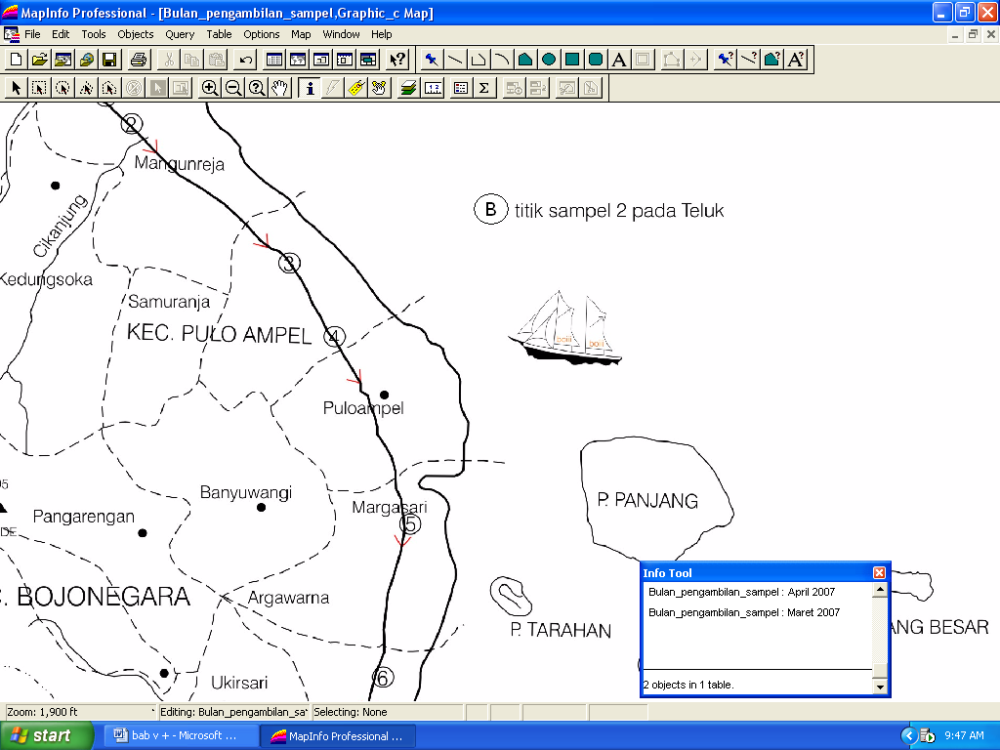 MapInfo Professional - [Bulan_pengambilan_sampel,Graphic_c Map]
File Edit Tools Objects Query Table Options Map Window Help
2
Mangunreja
B titik sampel 2 pada Teluk
Cikanjung
3
Kedungsoka
Samuranja
KEC. PULO AMPEL
4
Puloampel
Banyuwangi
Margasari
5
P. PANJANG
Pangarengan
DE
C. BOJONEGARA
Argawarna
P. TARAHAN
ANG BESAR
Ukirsari
6
Info Tool
Bulan_pengambilan_sampel : April 2007
Bulan_pengambilan_sampel : Maret 2007
2 objects in 1 table.
Zoom: 1,900 ft Editing: Bulan_pengambilan_sa Selecting: None
start bab v + - Microsoft ... MapInfo Professional ... 9:47 AM